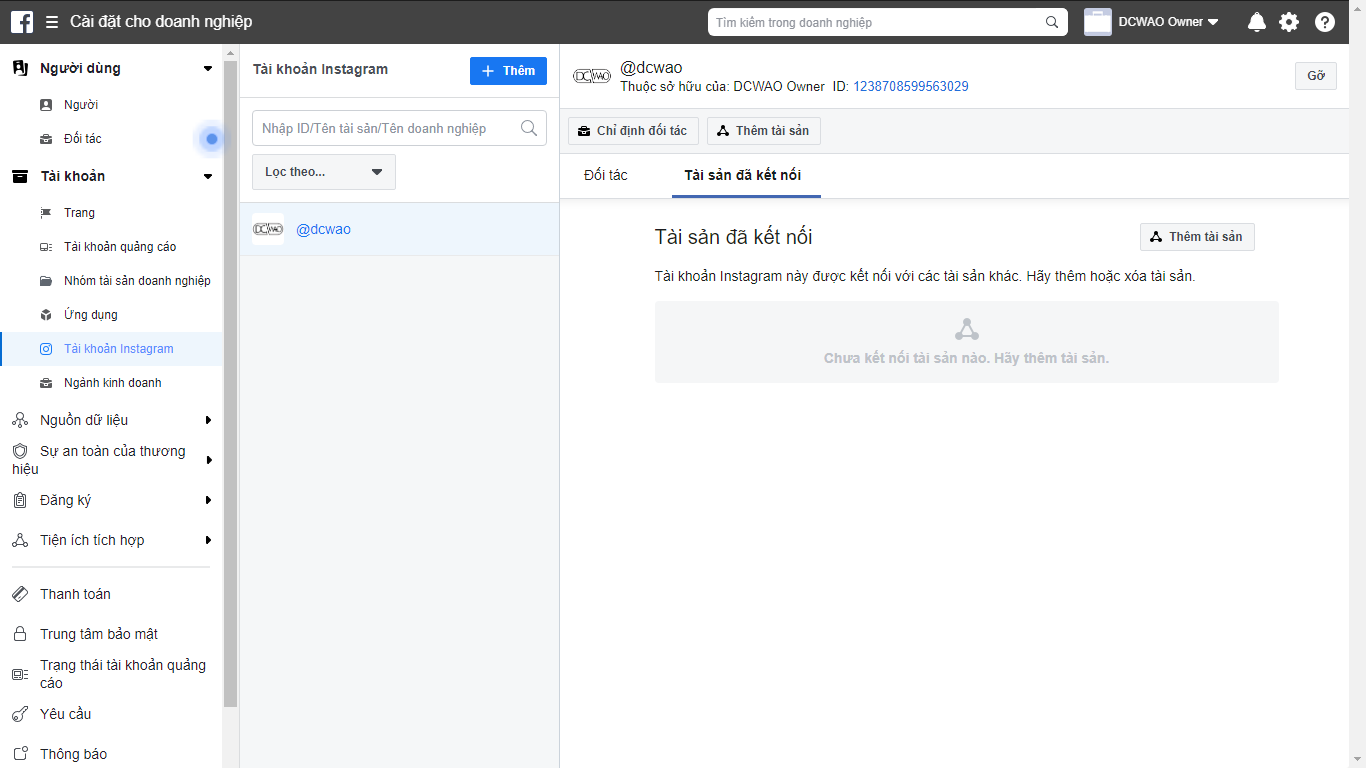 Cài đặt cho doanh nghiệp
Tìm kiếm trong doanh nghiệp
DCWAO Owner
Người dùng
Người
Đối tác
Tài khoản
Trang
Tài khoản quảng cáo
Nhóm tài sản doanh nghiệp
Ứng dụng
Tài khoản Instagram
Ngành kinh doanh
Nguồn dữ liệu
Sự an toàn của thương
hiệu
Đăng ký
Tiện ích tích hợp
Thanh toán
Trung tâm bảo mật
Trạng thái tài khoản quảng
cáo
Yêu cầu
Thông báo
Tài khoản Instagram
Thêm
Nhập ID/Tên tài sản/Tên doanh nghiệp
Lọc theo...
DCWAO
@dcwao
DCWAO
@dcwao
Thuộc sở hữu của: DCWAO Owner ID: 1238708599563029
Gỡ
Chỉ định đối tác
Thêm tài sản
Đối tác
Tài sản đã kết nối
Tài sản đã kết nối
Thêm tài sản
Tài khoản Instagram này được kết nối với các tài sản khác. Hãy thêm hoặc xóa tài sản.
Chưa kết nối tài sản nào. Hãy thêm tài sản.